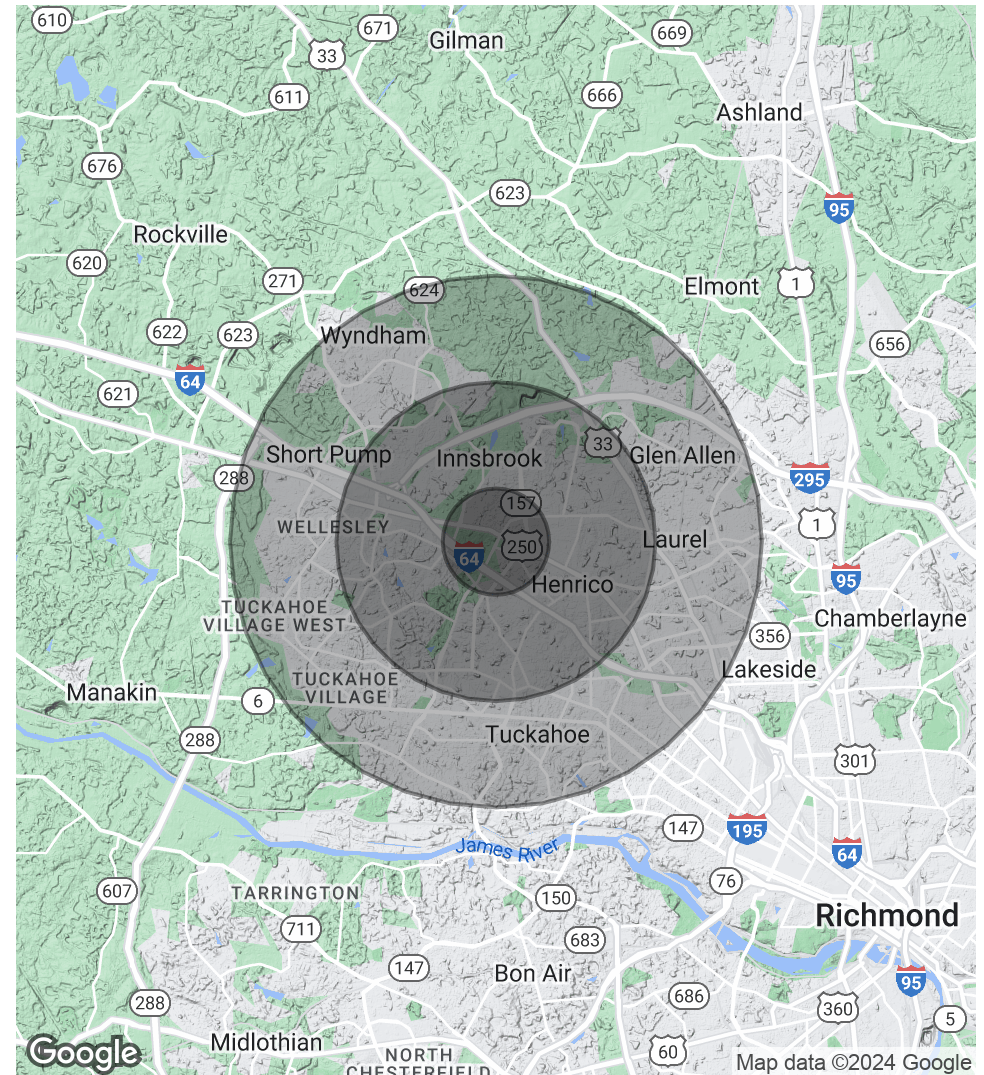 610
671
33
Gilman
669
611
666
Ashland
676
623
95
Rockville
620
271
624
Elmont
1
622
623
Wyndham
656
64
621
Short Pump
Innsbrook
33
Glen Allen
288
295
157
WELLESLEY
1
250
Laurel
64
95
Henrico
TUCKAHOE
VILLAGE WEST
Chamberlayne
356
Lakeside
TUCKAHOE
VILLAGE
Manakin
6
288
Tuckahoe
301
147
195
James River
64
76
607
TARRINGTON
150
Richmond
711
683
147
Bon Air
95
686
288
360
5
Midlothian
60
NORTH
CHESTERFIELD
Google
Map data ©2024 Google